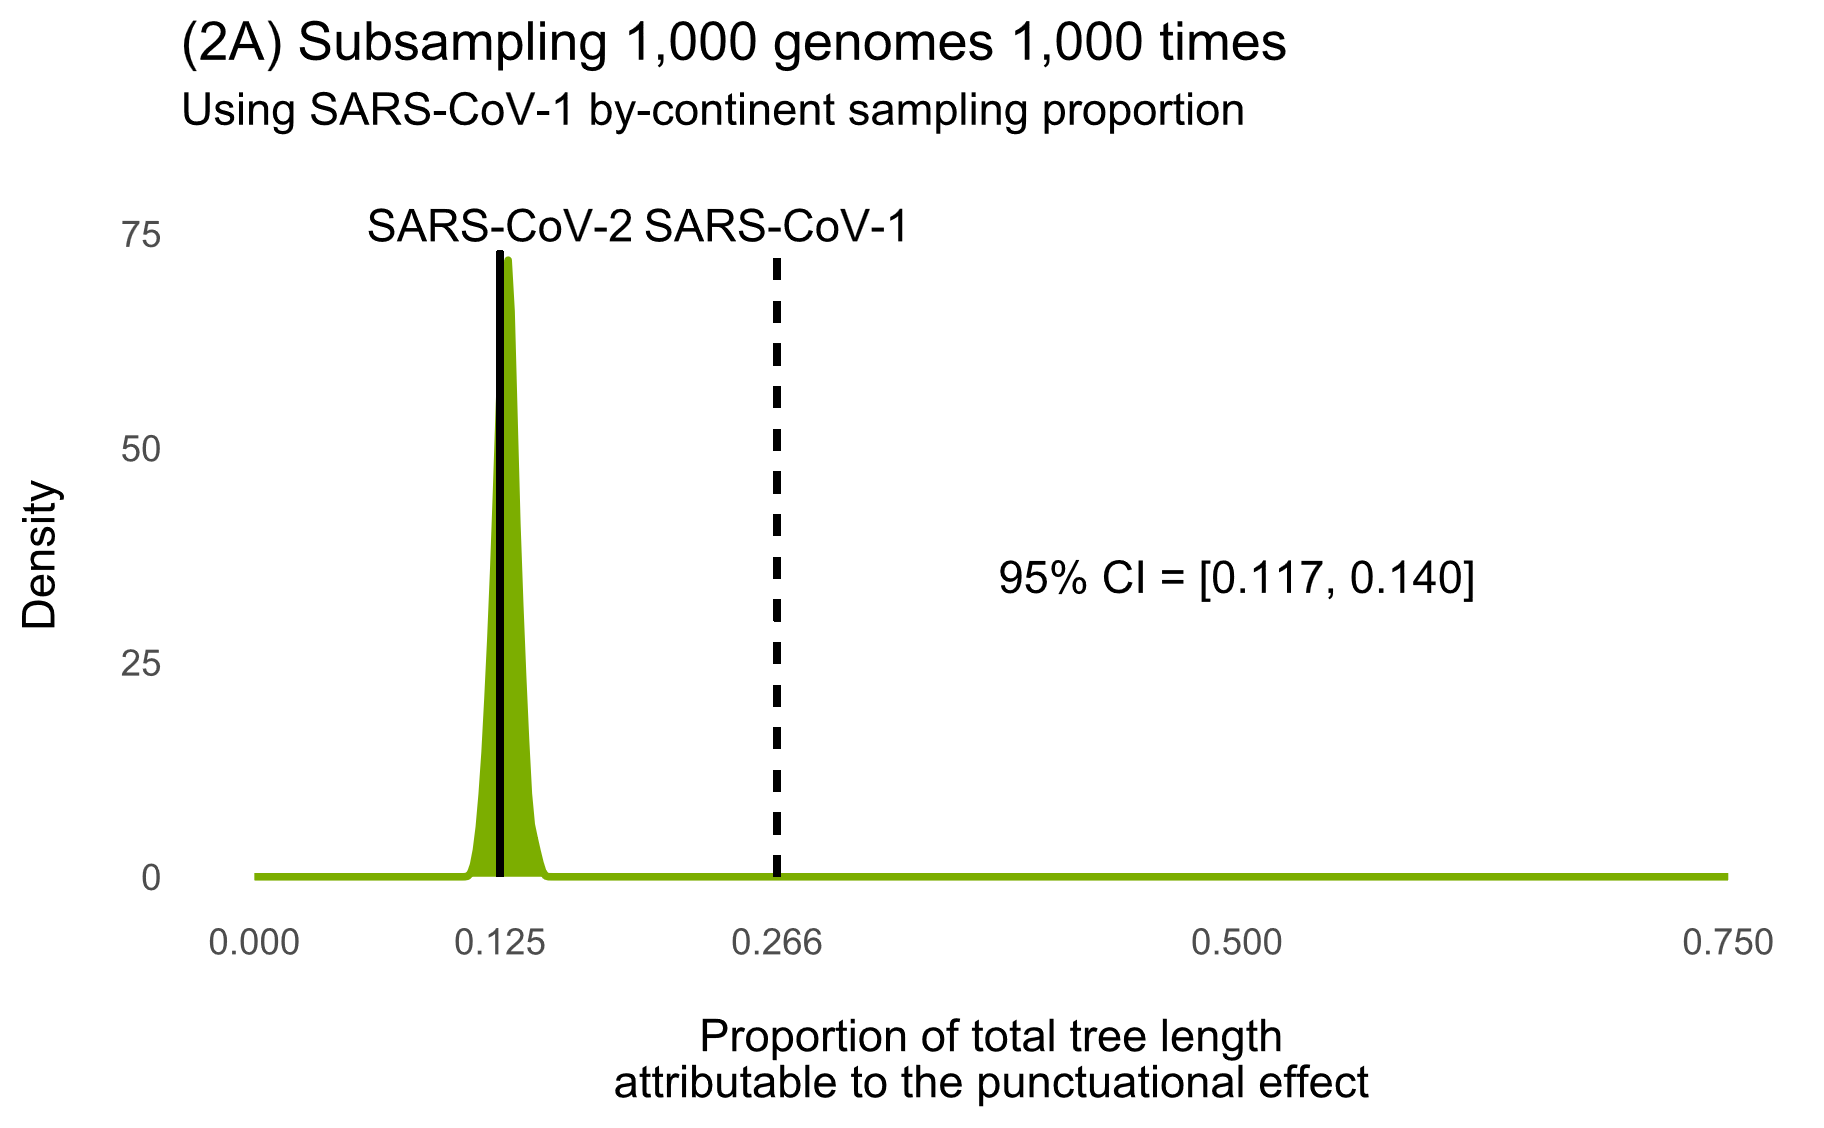 (2A) Subsampling 1,000 genomes 1,000 times
Using SARS-CoV-1 by-continent sampling proportion
SARS-CoV-2 SARS-CoV-1
75
50
25
0
Density
95% CI = [0.117, 0.140]
0.000 0.125 0.266 0.500 0.750
Proportion of total tree length
attributable to the punctuational effect